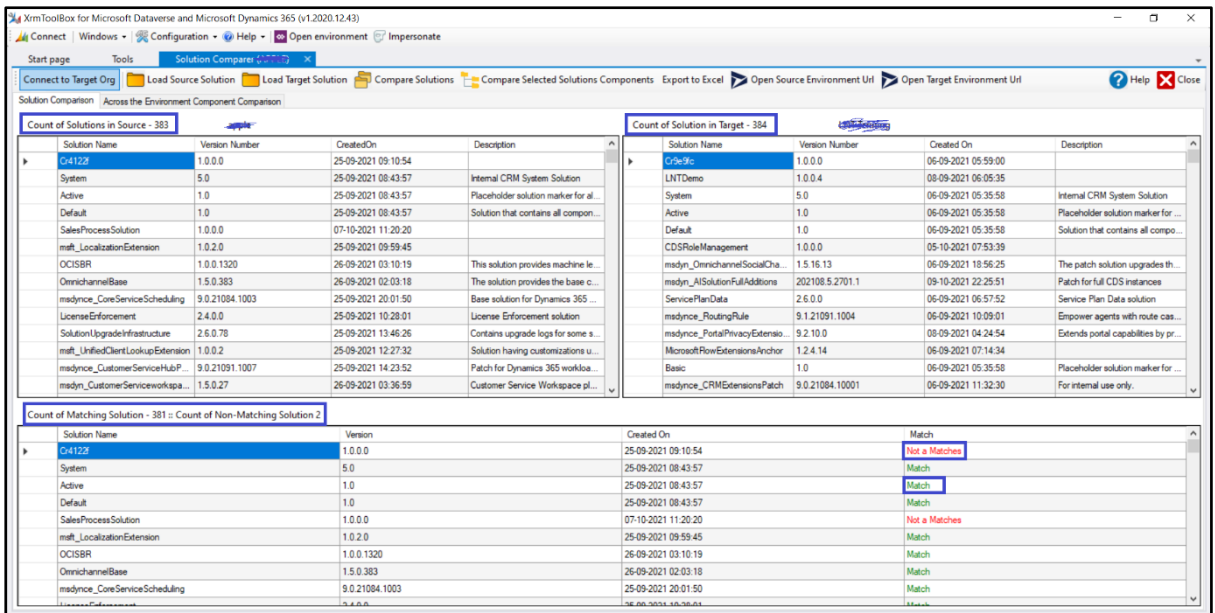 XrmToolBox for Microsoft Dataverse and Microsoft Dynamics 365 (v1.2020.12.43)
Connect Windows Configuration Help Open environment Impersonate
Start page Tools Solution Comparer
Connect to Target Org Load Source Solution Load Target Solution Compare Solutions Compare Selected Solutions Components Export to Excel Open Source Environment Url Open Target Environment Url Help Close
Solution Comparison Across the Environment Component Comparison
Count of Solutions in Source - 383
Solution Name Version Number CreatedOn Description
Cr4122f 1.0.0.0 25-09-2021 09:10:54
System 5.0 25-09-2021 08:43:57 Internal CRM System Solution
Active 1.0 25-09-2021 08:43:57 Placeholder solution marker for al...
Default 1.0 25-09-2021 08:43:57 Solution that contains all compon...
SalesProcessSolution 1.0.0.0 07-10-2021 11:20:20
msft_LocalizationExtension 1.0.2.0 25-09-2021 09:59:45
OCISBR 1.0.0.1320 26-09-2021 03:10:19 This solution provides machine le...
OmnichannelBase 1.5.0.383 26-09-2021 02:03:18 The solution provides the base c...
msdynce_CoreServiceScheduling 9.0.21084.1003 25-09-2021 20:01:50 Base solution for Dynamics 365 ...
LicenseEnforcement 2.4.0.0 25-09-2021 10:28:01 License Enforcement solution
SolutionUpgradeInfrastructure 2.6.0.78 25-09-2021 13:46:26 Contains upgrade logs for some s...
msft_UnifiedClientLookupExtension 1.0.0.2 25-09-2021 12:27:32 Solution having customizations u...
msdynce_CustomerServiceHubP... 9.0.21091.1007 25-09-2021 14:23:52 Patch for Dynamics 365 workloa...
msdyn_CustomerServiceworkspa... 1.5.0.27 26-09-2021 03:36:59 Customer Service Workspace pl...
Count of Solution in Target - 384
Solution Name Version Number Created On Description
Cr9e9fc 1.0.0.0 06-09-2021 05:59:00
LNTDemo 1.0.0.4 08-09-2021 06:05:35
System 5.0 06-09-2021 05:35:58 Internal CRM System Solution
Active 1.0 06-09-2021 05:35:58 Placeholder solution marker for ...
Default 1.0 06-09-2021 05:35:58 Solution that contains all compo...
CDSRoleManagement 1.0.0.0 05-10-2021 07:53:39
msdyn_OmnichannelSocialCha... 1.5.16.13 06-09-2021 18:56:25 The patch solution upgrades th...
msdyn_AISolutionFullAdditions 202108.5.2701.1 09-10-2021 22:25:51 Patch for full CDS instances
ServicePlanData 2.6.0.0 06-09-2021 06:57:52 Service Plan Data solution
msdynce_RoutingRule 9.1.21091.1004 06-09-2021 10:09:01 Empower agents with route cas...
msdynce_PortalPrivacyExtensio... 9.2.10.0 08-09-2021 04:24:54 Extends portal capabilities by pr...
MicrosoftFlowExtensionsAnchor 1.2.4.14 06-09-2021 07:14:34
Basic 1.0 06-09-2021 05:35:58 Placeholder solution marker for ...
msdynce_CRMExtensionsPatch 9.0.21084.10001 06-09-2021 11:32:30 For internal use only.
Count of Matching Solution - 381 :: Count of Non-Matching Solution 2
Solution Name Version Created On Match
Cr4122f 1.0.0.0 25-09-2021 09:10:54 Not a Matches
System 5.0 25-09-2021 08:43:57 Match
Active 1.0 25-09-2021 08:43:57 Match
Default 1.0 25-09-2021 08:43:57 Match
SalesProcessSolution 1.0.0.0 07-10-2021 11:20:20 Not a Matches
msft_LocalizationExtension 1.0.2.0 25-09-2021 09:59:45 Match
OCISBR 1.0.0.1320 26-09-2021 03:10:19 Match
OmnichannelBase 1.5.0.383 26-09-2021 02:03:18 Match
msdynce_CoreServiceScheduling 9.0.21084.1003 25-09-2021 20:01:50 Match